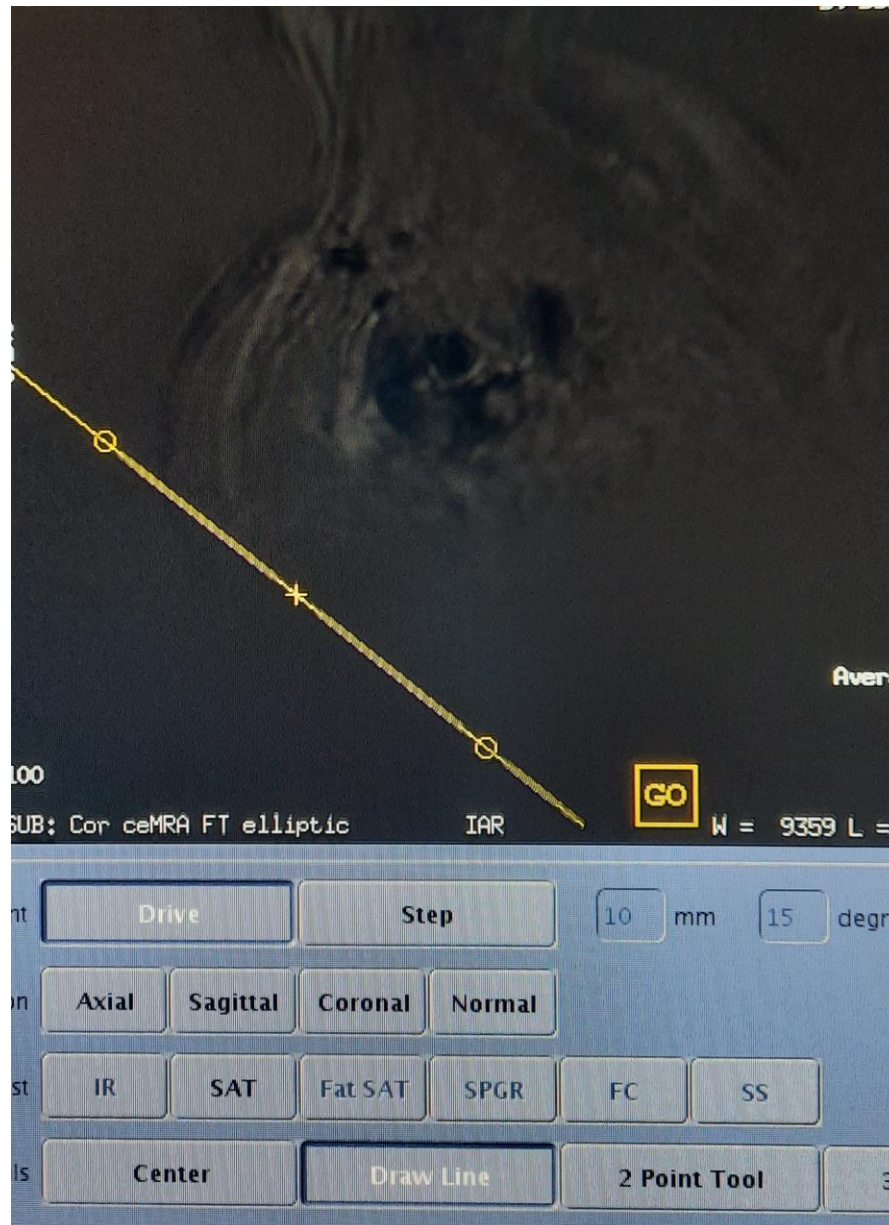 Aver
100
SUB: Cor ceMRA FT elliptic IAR GO W = 9359 L =
nt Drive Step 10 mm 15 degr
on Axial Sagittal Coronal Normal
st IR SAT Fat SAT SPGR FC SS
ls Center Draw Line 2 Point Tool 3